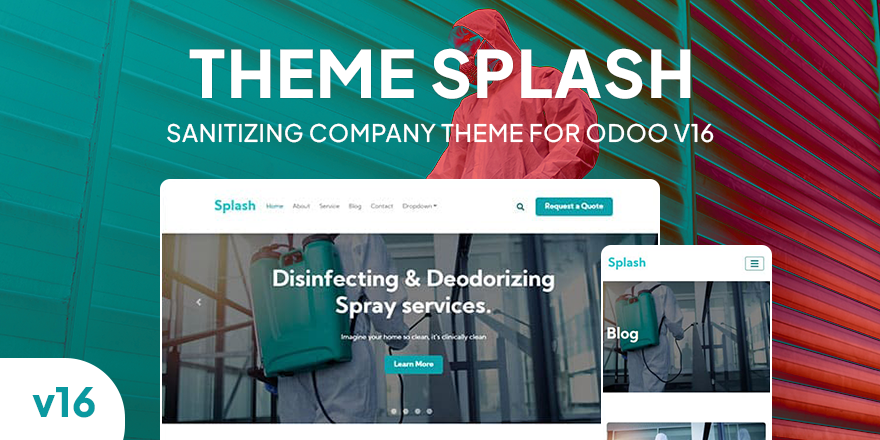 THEME SPLASH
SANITIZING COMPANY THEME FOR ODOO V16
Splash Home About Service Blog Contact Dropdown Request a Quote
Disinfecting & Deodorizing
Spray services.
Imagine your home so clean, it's clinically clean
Learn More
Splash
Blog
v16